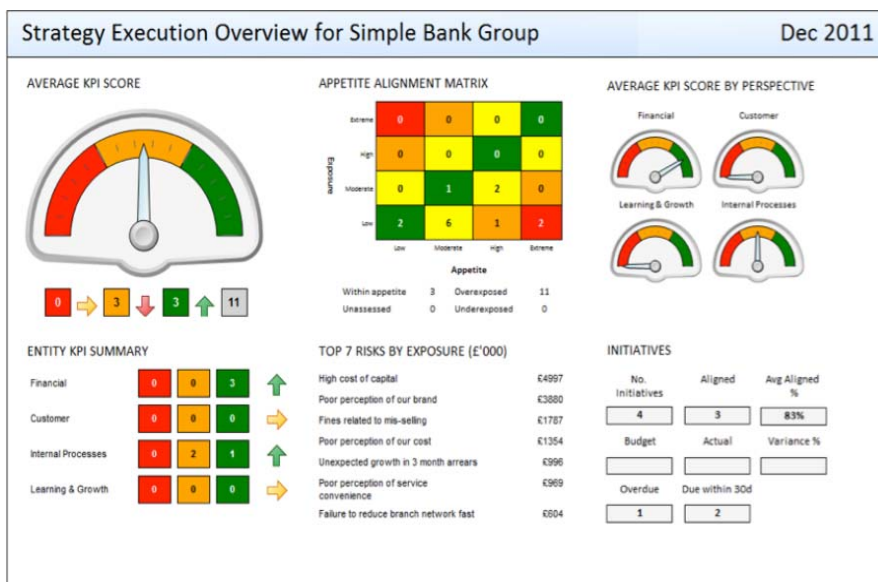 Strategy Execution Overview for Simple Bank Group
Dec 2011
AVERAGE KPI SCORE
0 3 3 11
APPETITE ALIGNMENT MATRIX
Exposure
Extreme 0 0 0 0
High 0 0 0 0
Moderate 0 1 2 0
Low 2 6 1 2
Low Moderate High Extreme
Appetite
Within appetite 3 Overexposed 11
Unassessed 0 Underexposed 0
AVERAGE KPI SCORE BY PERSPECTIVE
Financial Customer
Learning & Growth Internal Processes
ENTITY KPI SUMMARY
Financial 0 0 3
Customer 0 0 0
Internal Processes 0 2 1
Learning & Growth 0 0 0
TOP 7 RISKS BY EXPOSURE (£'000)
High cost of capital £4997
Poor perception of our brand £3880
Fines related to mis-selling £1787
Poor perception of our cost £1354
Unexpected growth in 3 month arrears £996
Poor perception of service £969
convenience
Failure to reduce branch network fast £604
INITIATIVES
No. Aligned Avg Aligned
Initiatives %
4 3 83%
Budget Actual Variance %
Overdue Due within 30d
1 2